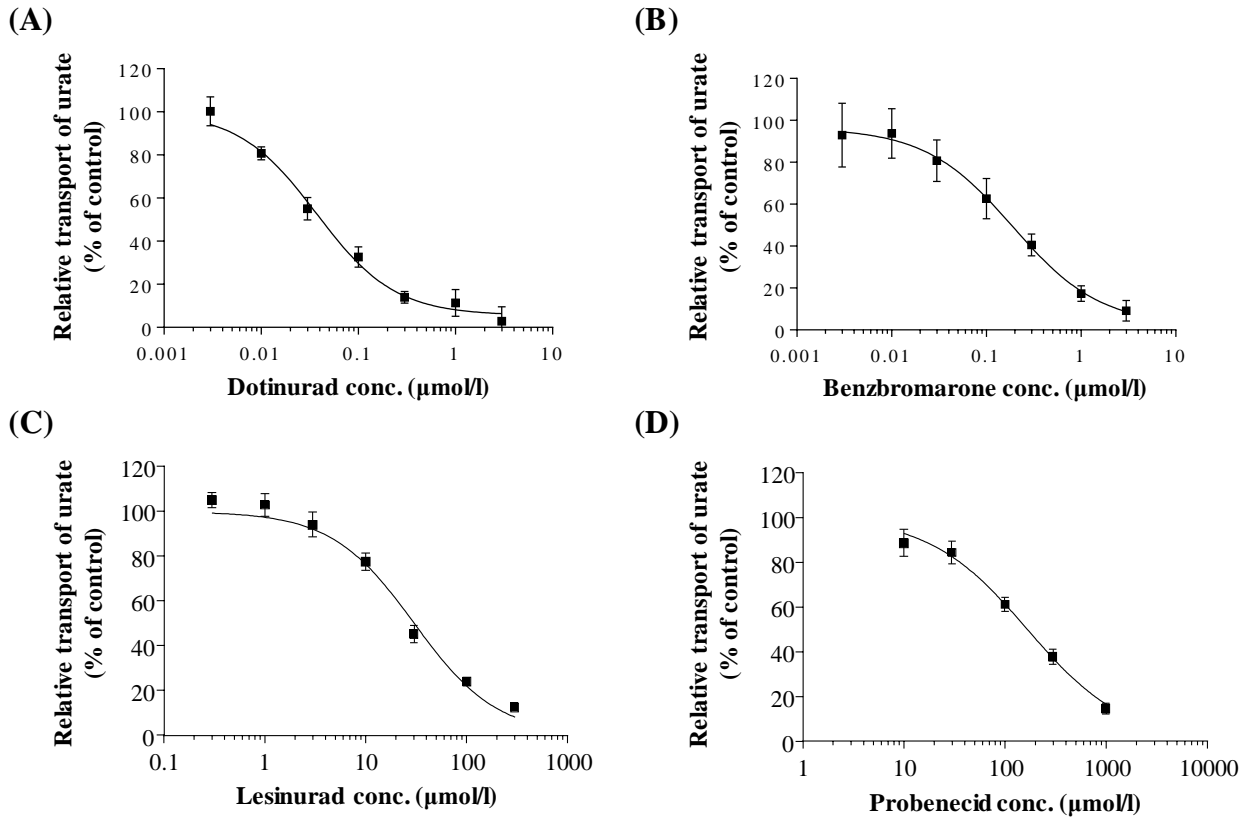 (A)
Relative transport of urate
(% of control)
120
100
80
60
40
20
0
0.001 0.01 0.1 1 10
Dotinurad conc. (µmol/l)
(B)
Relative transport of urate
(% of control)
120
100
80
60
40
20
0
0.001 0.01 0.1 1 10
Benzbromarone conc. (µmol/l)
(C)
Relative transport of urate
(% of control)
120
100
80
60
40
20
0
0.1 1 10 100 1000
Lesinurad conc. (µmol/l)
(D)
Relative transport of urate
(% of control)
120
100
80
60
40
20
0
1 10 100 1000 10000
Probenecid conc. (µmol/l)